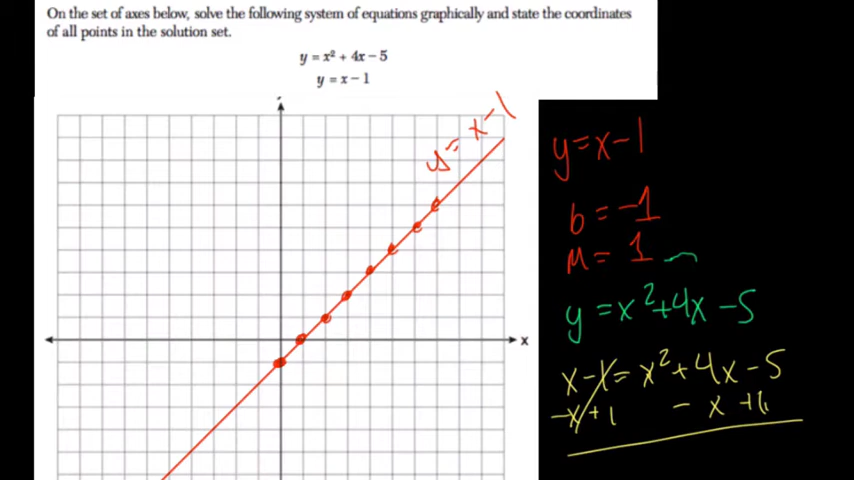 On the set of axes below, solve the following system of equations graphically and state the coordinates
of all points in the solution set.
y = x² + 4x – 5
y = x – 1
y = x-1
x
y = x-1
b = -1
m = 1
y = x²+4x -5
x-1 = x²+4x-5
-x+1 - x +1